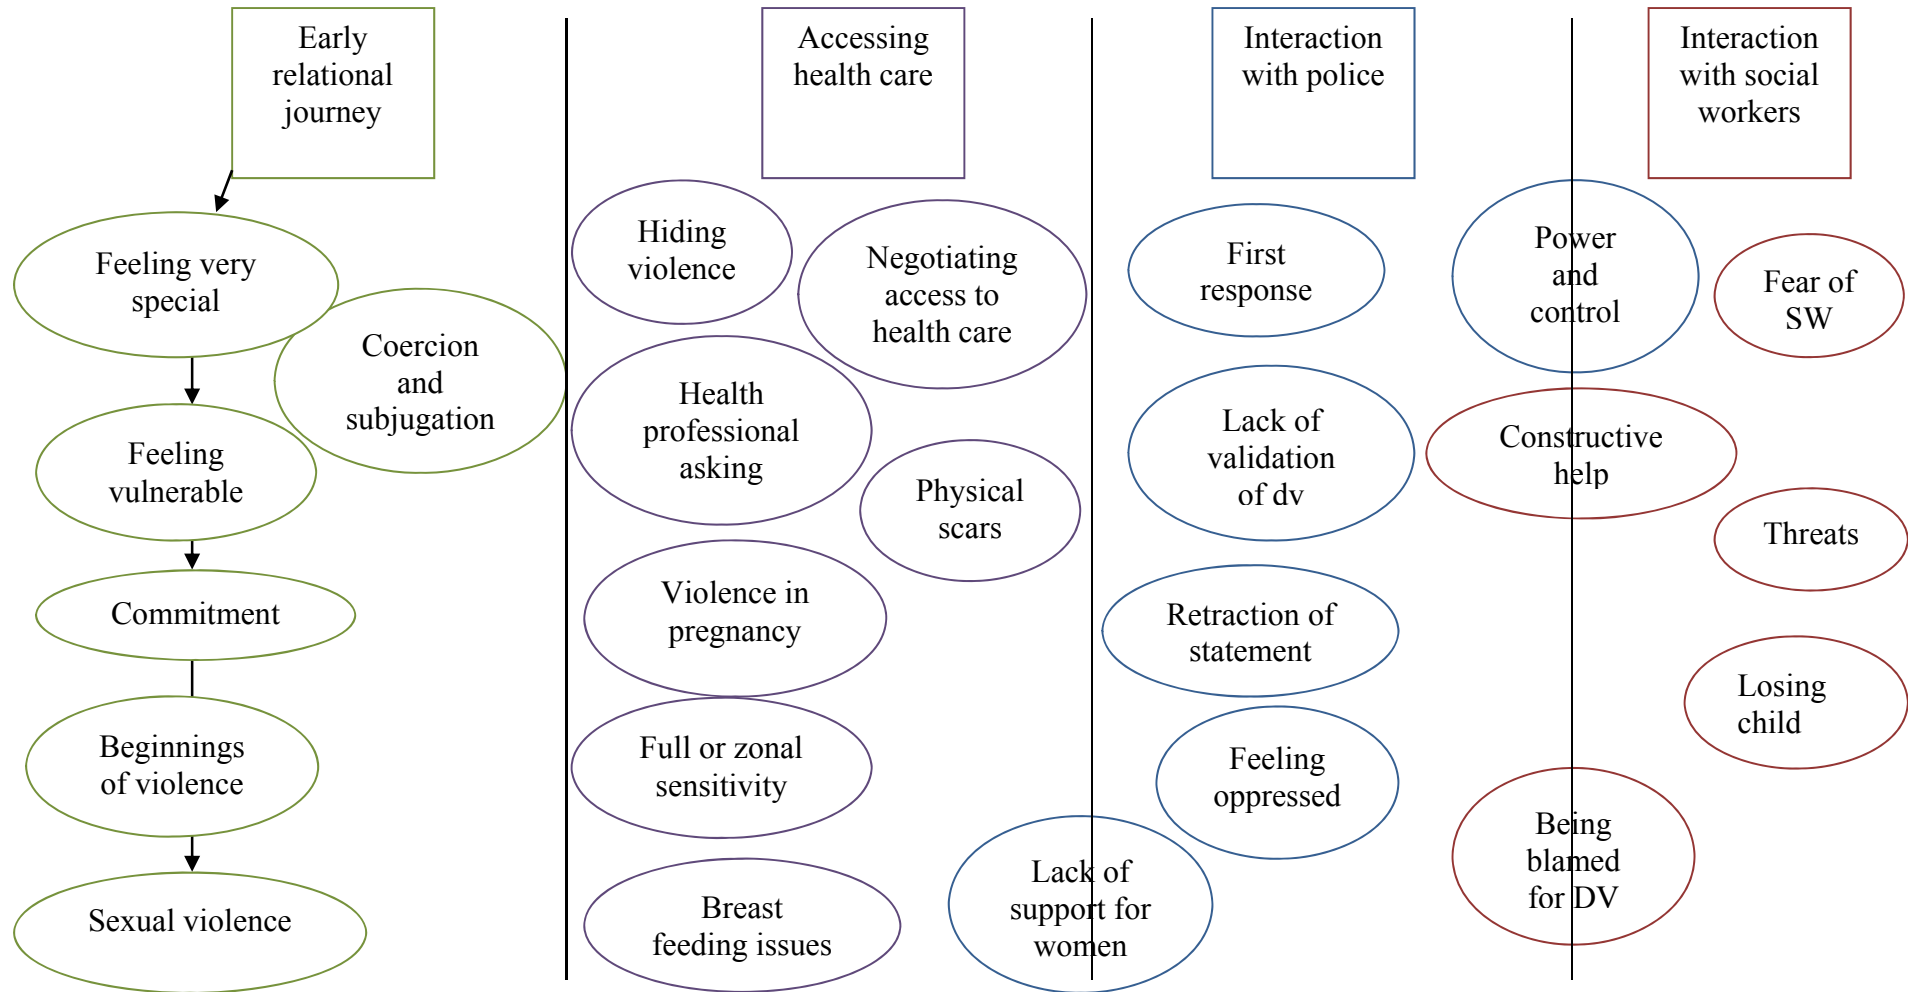 Early
relational
journey
Accessing
health care
Interaction
with police
Interaction
with social
workers
Feeling very
special
Coercion
and
subjugation
Feeling
vulnerable
Commitment
Beginnings
of violence
Sexual violence
Hiding
violence
Negotiating
access to
health care
Health
professional
asking
Physical
scars
Violence in
pregnancy
Full or zonal
sensitivity
Breast
feeding issues
Lack of
support for
women
First
response
Lack of
validation
of dv
Retraction of
statement
Feeling
oppressed
Power
and
control
Constructive
help
Being
blamed
for DV
Fear of
SW
Threats
Losing
child